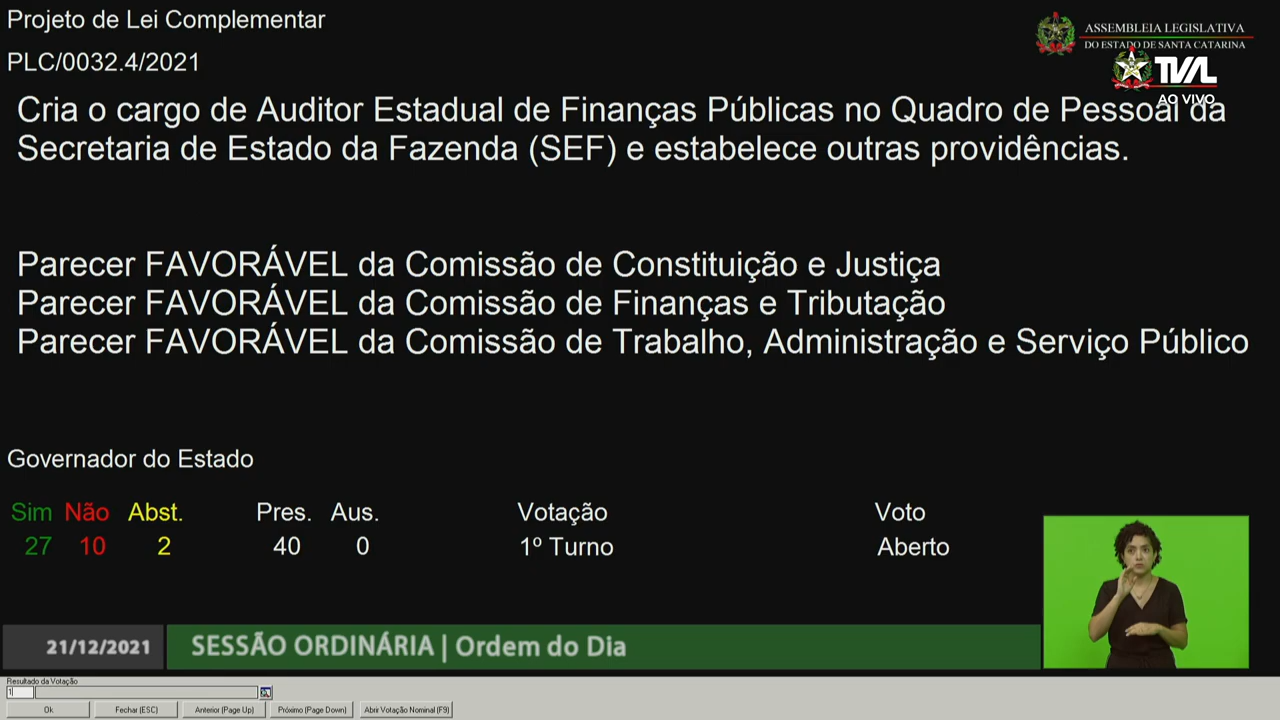 Projeto de Lei Complementar
ASSEMBLEIA LEGISLATIVA
DO ESTADO DE SANTA CATARINA
PLC/0032.4/2021
TVAL
AO VIVO
Cria o cargo de Auditor Estadual de Finanças Públicas no Quadro de Pessoal da
Secretaria de Estado da Fazenda (SEF) e estabelece outras providências.
Parecer FAVORÁVEL da Comissão de Constituição e Justiça
Parecer FAVORÁVEL da Comissão de Finanças e Tributação
Parecer FAVORÁVEL da Comissão de Trabalho, Administração e Serviço Público
Governador do Estado
Sim Não Abst. Pres. Aus. Votação Voto
27 10 2 40 0 1º Turno Aberto
21/12/2021 SESSÃO ORDINÁRIA | Ordem do Dia
Resultado da Votação
1
Ok Fechar (ESC) Anterior (Page Up) Próximo (Page Down) Abrir Votação Nominal (F9)